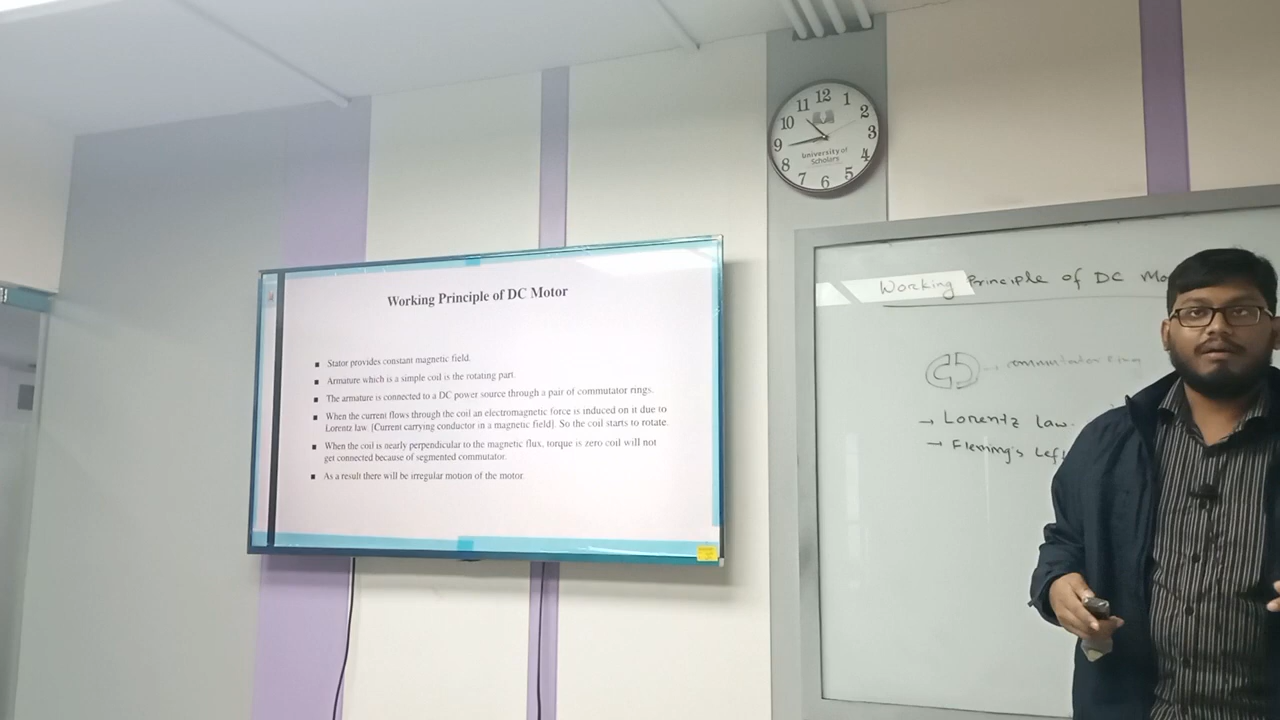 12
1
2
3
4
5
6
7
8
9
10
11
University of
Scholars
Working Principle of DC Motor
■ Stator provides constant magnetic field.
■ Armature which is a simple coil is the rotating part.
■ The armature is connected to a DC power source through a pair of commutator rings.
■ When the current flows through the coil an electromagnetic force is induced on it due to
Lorentz law [Current carrying conductor in a magnetic field]. So the coil starts to rotate.
■ When the coil is nearly perpendicular to the magnetic flux, torque is zero coil will not
get connected because of segmented commutator.
■ As a result there will be irregular motion of the motor.
Working Principle of DC Mo
commutator ring
→ Lorentz law.
→ Fleming's Lef